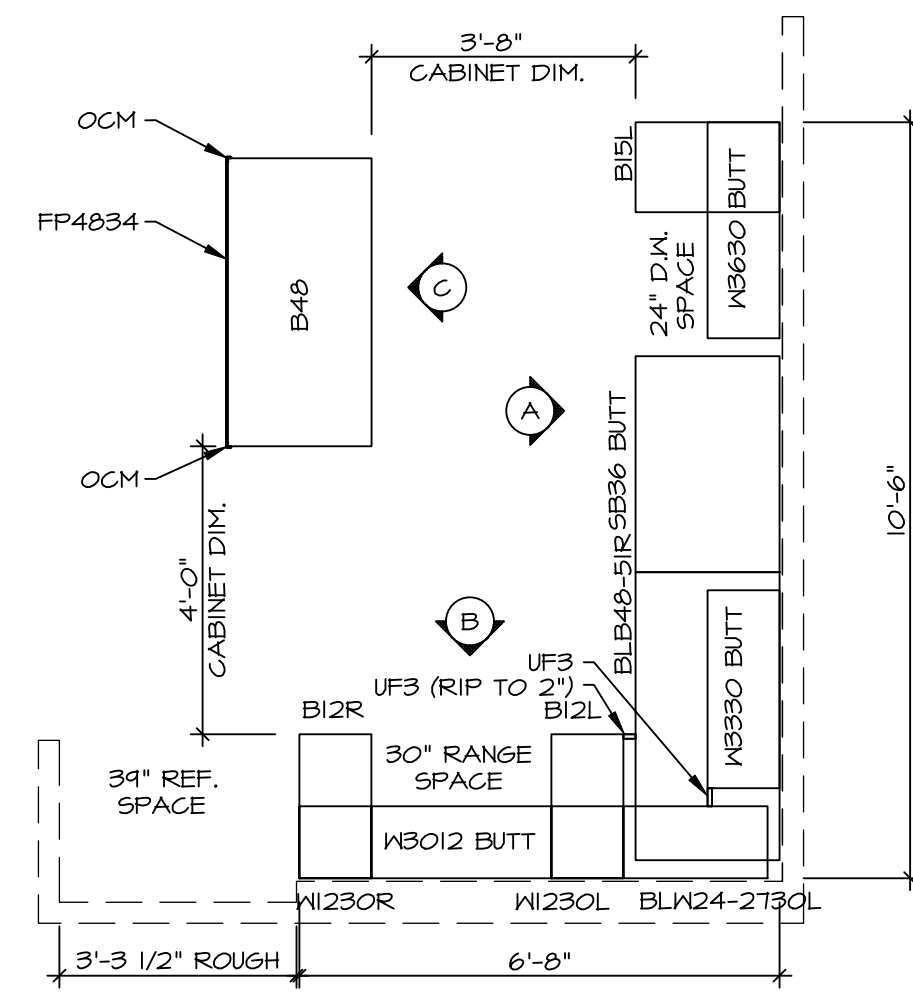 3'-8"
CABINET DIM.
OCM
B15L
W3630 BUTT
FP4834
24" D.W.
SPACE
B48
C
A
SB36 BUTT
OCM
10'-6"
4'-0"
CABINET DIM.
BLB48-51R
B
UF3
UF3 (RIP TO 2")
W3330 BUTT
B12R
B12L
39" REF.
SPACE
30" RANGE
SPACE
W3012 BUTT
W1230R
W1230L
BLW24-2730L
3'-3 1/2" ROUGH
6'-8"